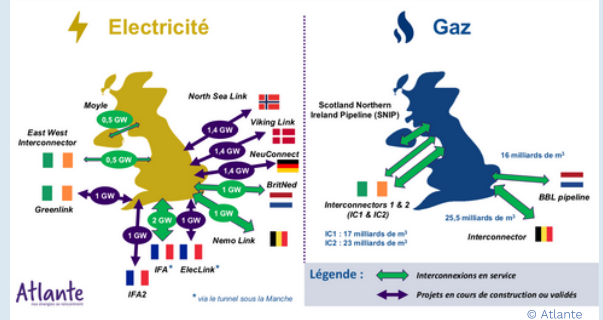 Electricité
Moyle
0,5 GW
East West
Interconnector
0,5 GW
Greenlink
1 GW
1 GW
IFA2
2 GW
IFA*
1 GW
ElecLink*
North Sea Link
1,4 GW
Viking Link
1,4 GW
NeuConnect
1,4 GW
1 GW
BritNed
1 GW
Nemo Link
* via le tunnel sous la Manche
Atlante
Gaz
Scotland Northern
Ireland Pipeline (SNIP)
Interconnectors 1 & 2
(IC1 & IC2)
IC1 : 17 milliards de m³
IC2 : 23 milliards de m³
16 milliards de m³
BBL pipeline
25,5 milliards de m³
Interconnector
Légende :
Interconnexions en service
Projets en cours de construction ou validés
© Atlante